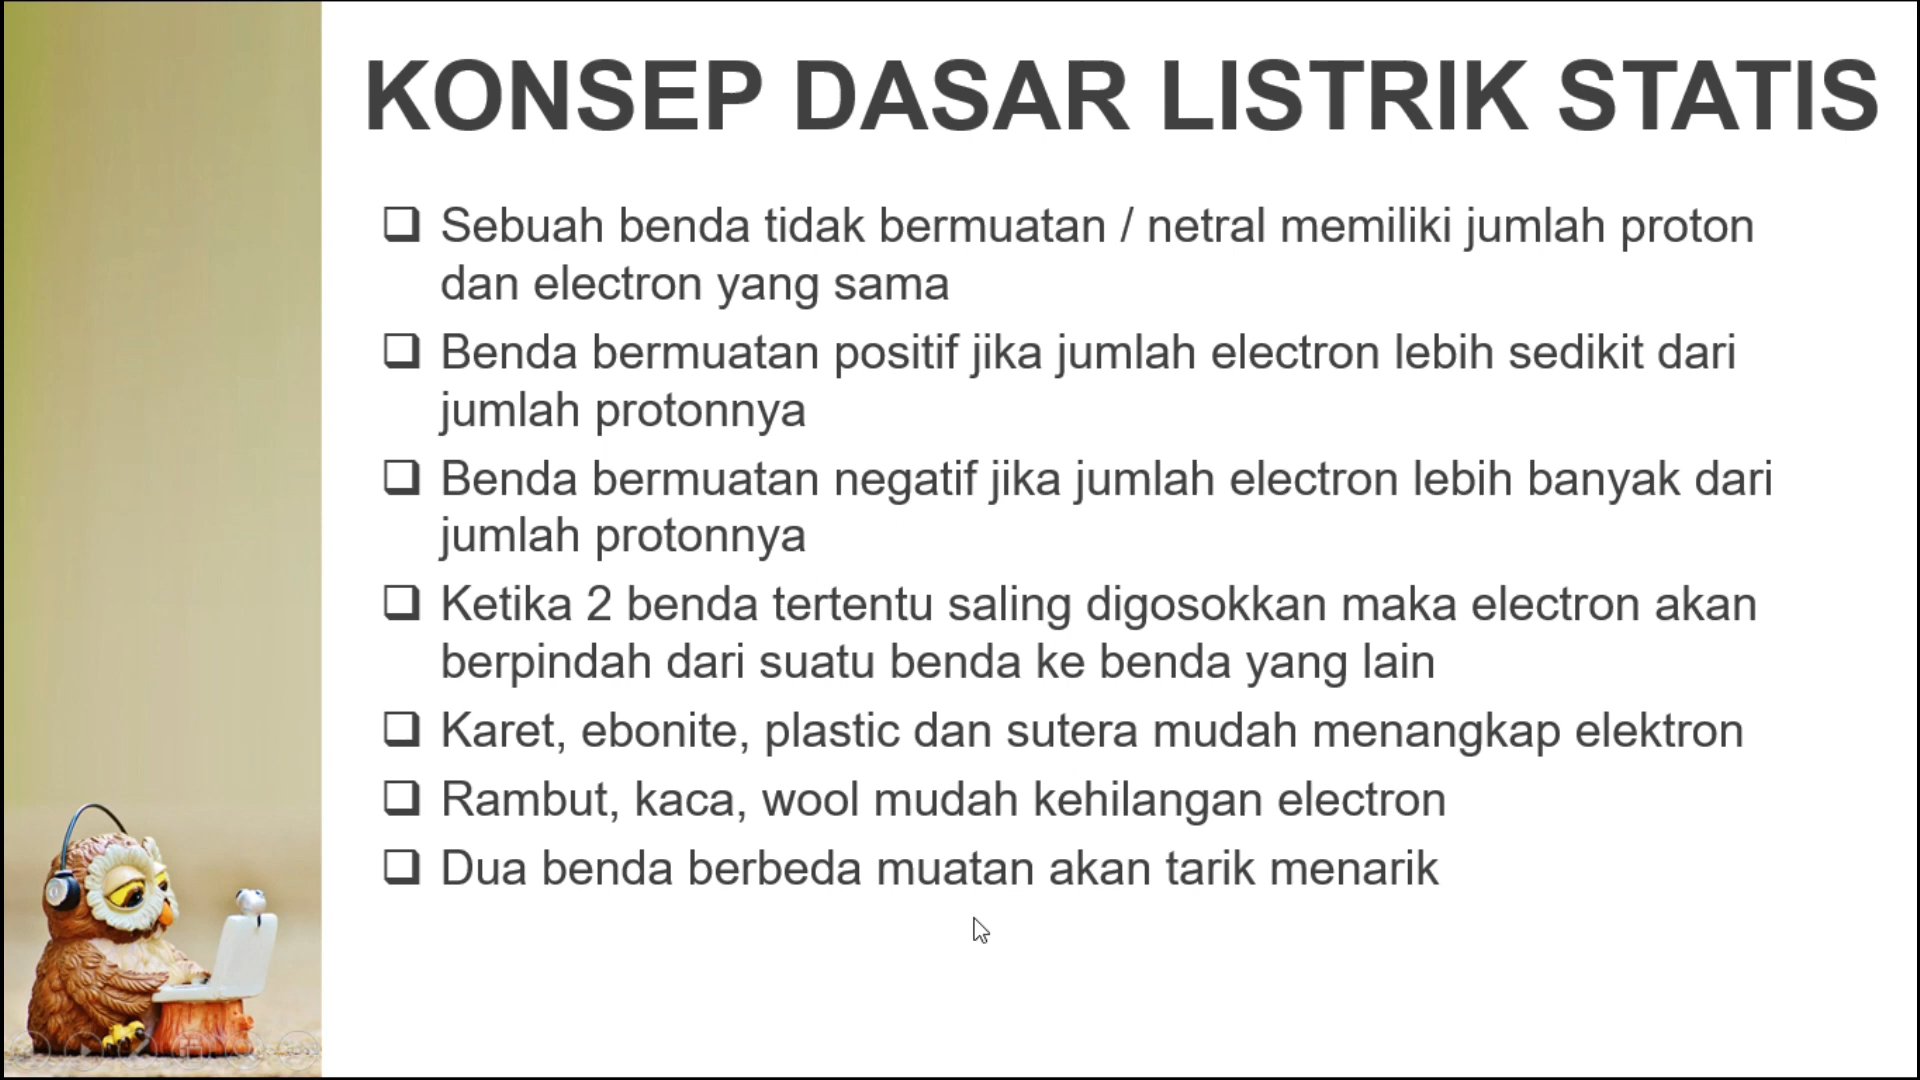 KONSEP DASAR LISTRIK STATIS
❑ Sebuah benda tidak bermuatan / netral memiliki jumlah proton
dan electron yang sama
❑ Benda bermuatan positif jika jumlah electron lebih sedikit dari
jumlah protonnya
❑ Benda bermuatan negatif jika jumlah electron lebih banyak dari
jumlah protonnya
❑ Ketika 2 benda tertentu saling digosokkan maka electron akan
berpindah dari suatu benda ke benda yang lain
❑ Karet, ebonite, plastic dan sutera mudah menangkap elektron
❑ Rambut, kaca, wool mudah kehilangan electron
❑ Dua benda berbeda muatan akan tarik menarik